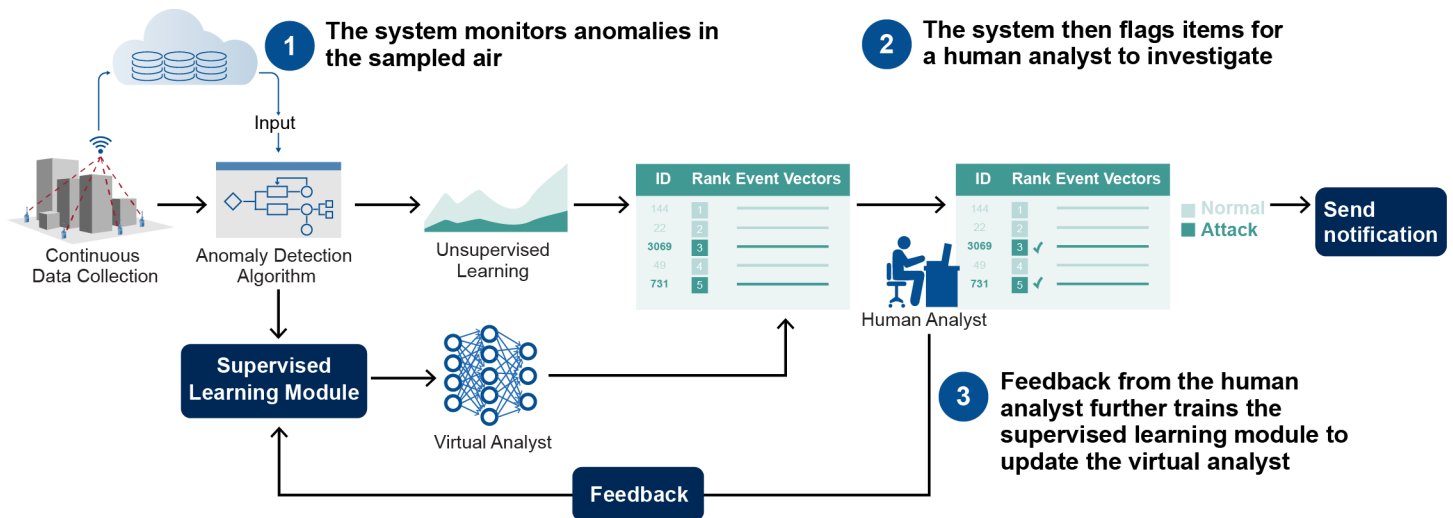 1
The system monitors anomalies in
the sampled air
2
The system then flags items for
a human analyst to investigate
Input
Continuous
Data Collection
Anomaly Detection
Algorithm
Unsupervised
Learning
ID Rank Event Vectors
144 1
22 2
3069 3
49 4
731 5
Human Analyst
ID Rank Event Vectors
144 1
22 2
3069 3 ✓
49 4
731 5 ✓
Normal
Attack
Send
notification
Supervised
Learning Module
Virtual Analyst
3
Feedback from the human
analyst further trains the
supervised learning module to
update the virtual analyst
Feedback